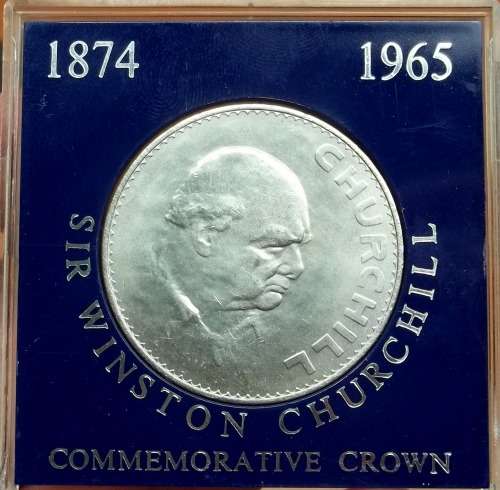 1874 1965
CHURCHILL
SIR WINSTON CHURCHILL
COMMEMORATIVE CROWN